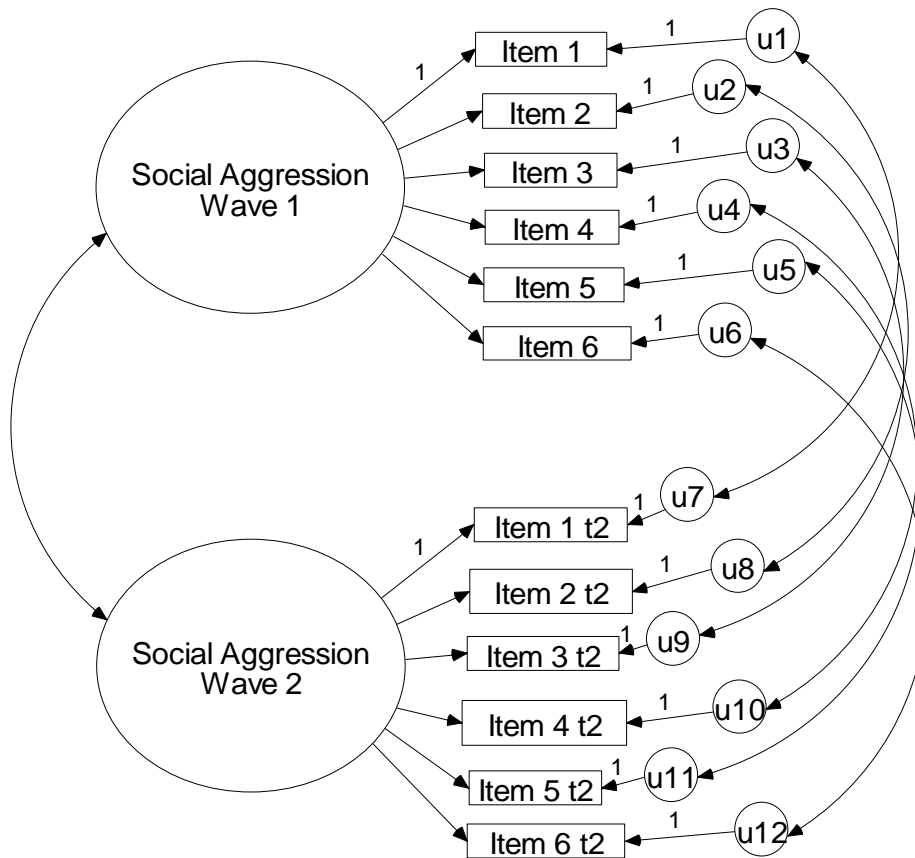 1
Item 1
1
u1
Item 2
1
u2
Item 3
1
u3
Social Aggression
Wave 1
Item 4
1
u4
Item 5
1
u5
Item 6
1
u6
1
Item 1 t2
1
u7
Item 2 t2
1
u8
Social Aggression
Wave 2
Item 3 t2
1
u9
Item 4 t2
1
u10
Item 5 t2
1
u11
Item 6 t2
1
u12